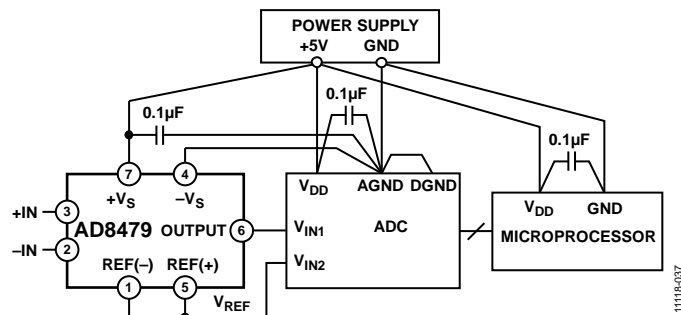 POWER SUPPLY
+5V GND
0.1µF
0.1µF
0.1µF
7 4
+VS –VS
VDD AGND DGND
VDD GND
+IN 3
AD8479 OUTPUT 6
VIN1 ADC
MICROPROCESSOR
–IN 2
VIN2
REF(–) REF(+)
1 5
VREF
11118-037